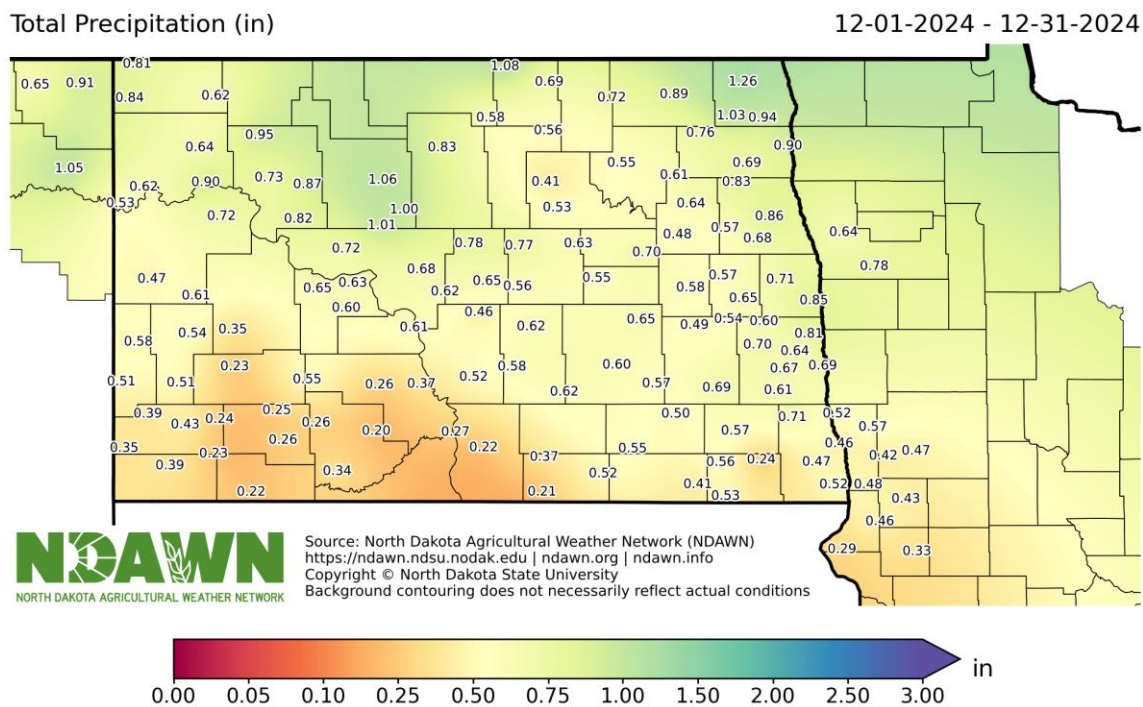 Total Precipitation (in) 12-01-2024 - 12-31-2024
0.81 1.08
0.65 0.91 0.69 1.26
0.84 0.62 0.72 0.89
0.58 1.03 0.94
0.95 0.56 0.76
0.64 0.83 0.90
1.05 0.55 0.69
0.62 0.90 0.73 0.87 1.06 0.41 0.61 0.83
0.53 0.64
0.72 0.82 1.00 0.53 0.86
1.01 0.48 0.57 0.68 0.64
0.72 0.78 0.77 0.63 0.70
0.47 0.68 0.55 0.57 0.71 0.78
0.61 0.65 0.63 0.62 0.65 0.56 0.58 0.65 0.85
0.60 0.46
0.58 0.54 0.35 0.61 0.62 0.65 0.49 0.54 0.60 0.81
0.70 0.64
0.23 0.58 0.60 0.67 0.69
0.51 0.51 0.55 0.26 0.37 0.52 0.62 0.57 0.69 0.61
0.39 0.43 0.24 0.25 0.26 0.50 0.71 0.52
0.26 0.20 0.27 0.57 0.57
0.35 0.23 0.22 0.37 0.55 0.46 0.42 0.47
0.39 0.34 0.52 0.56 0.24 0.47
0.22 0.21 0.41 0.53 0.52 0.48 0.43
0.46
0.29 0.33
NDAWN
NORTH DAKOTA AGRICULTURAL WEATHER NETWORK
Source: North Dakota Agricultural Weather Network (NDAWN)
https://ndawn.ndsu.nodak.edu | ndawn.org | ndawn.info
Copyright © North Dakota State University
Background contouring does not necessarily reflect actual conditions
in
0.00 0.05 0.10 0.25 0.50 0.75 1.00 1.50 2.00 2.50 3.00